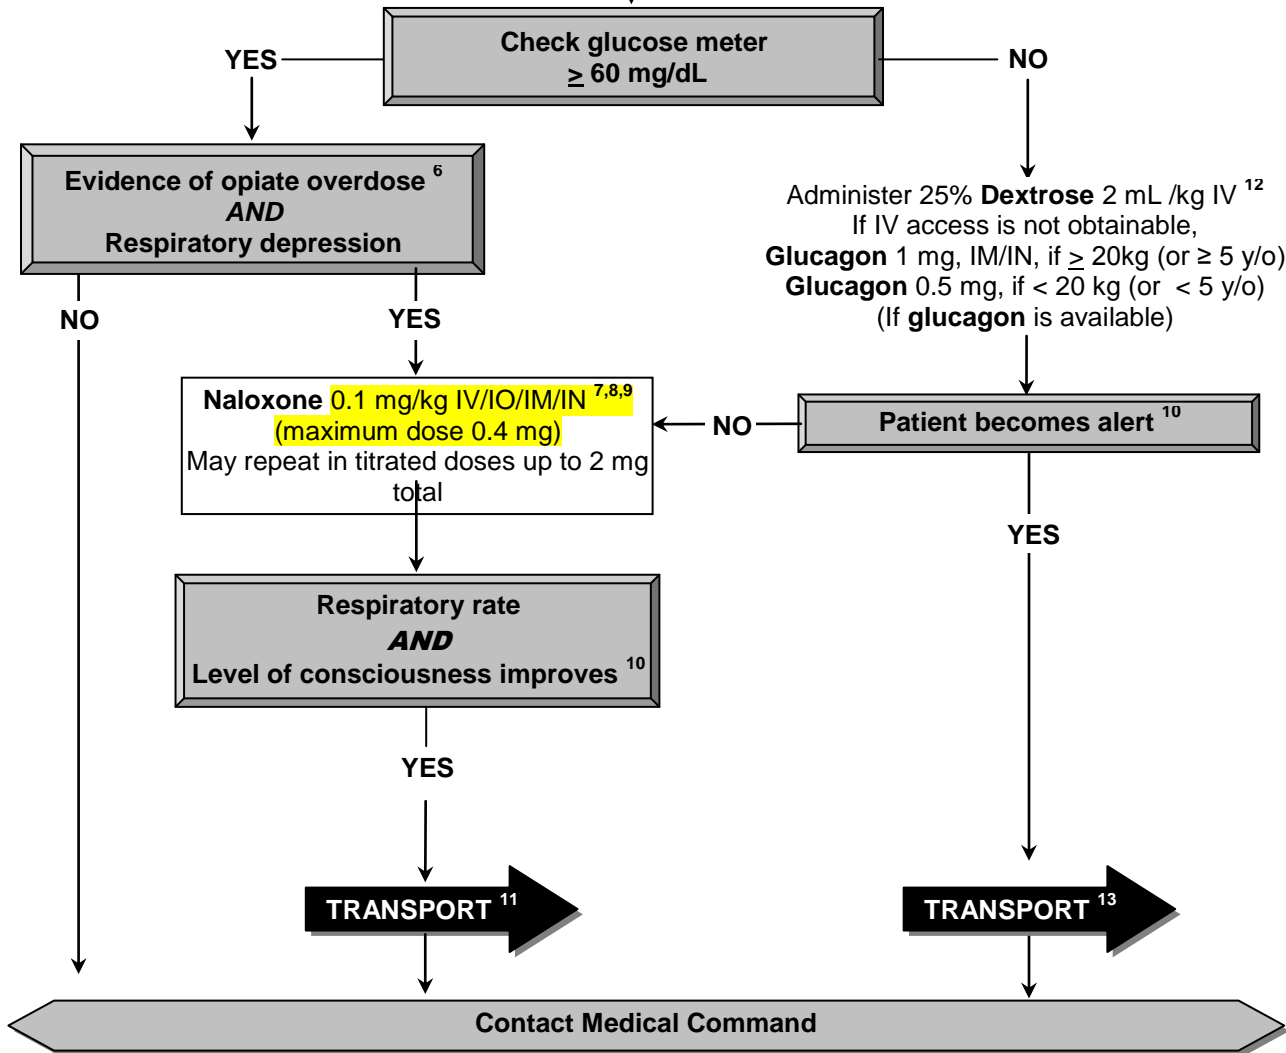 Check glucose meter
≥ 60 mg/dL
YES
NO
Evidence of opiate overdose 6
AND
Respiratory depression
Administer 25% Dextrose 2 mL /kg IV 12
If IV access is not obtainable,
Glucagon 1 mg, IM/IN, if ≥ 20kg (or ≥ 5 y/o)
Glucagon 0.5 mg, if < 20 kg (or < 5 y/o)
(If glucagon is available)
NO
YES
Naloxone 0.1 mg/kg IV/IO/IM/IN 7,8,9
(maximum dose 0.4 mg)
May repeat in titrated doses up to 2 mg
total
NO
Patient becomes alert 10
YES
Respiratory rate
AND
Level of consciousness improves 10
YES
TRANSPORT 11
TRANSPORT 13
Contact Medical Command